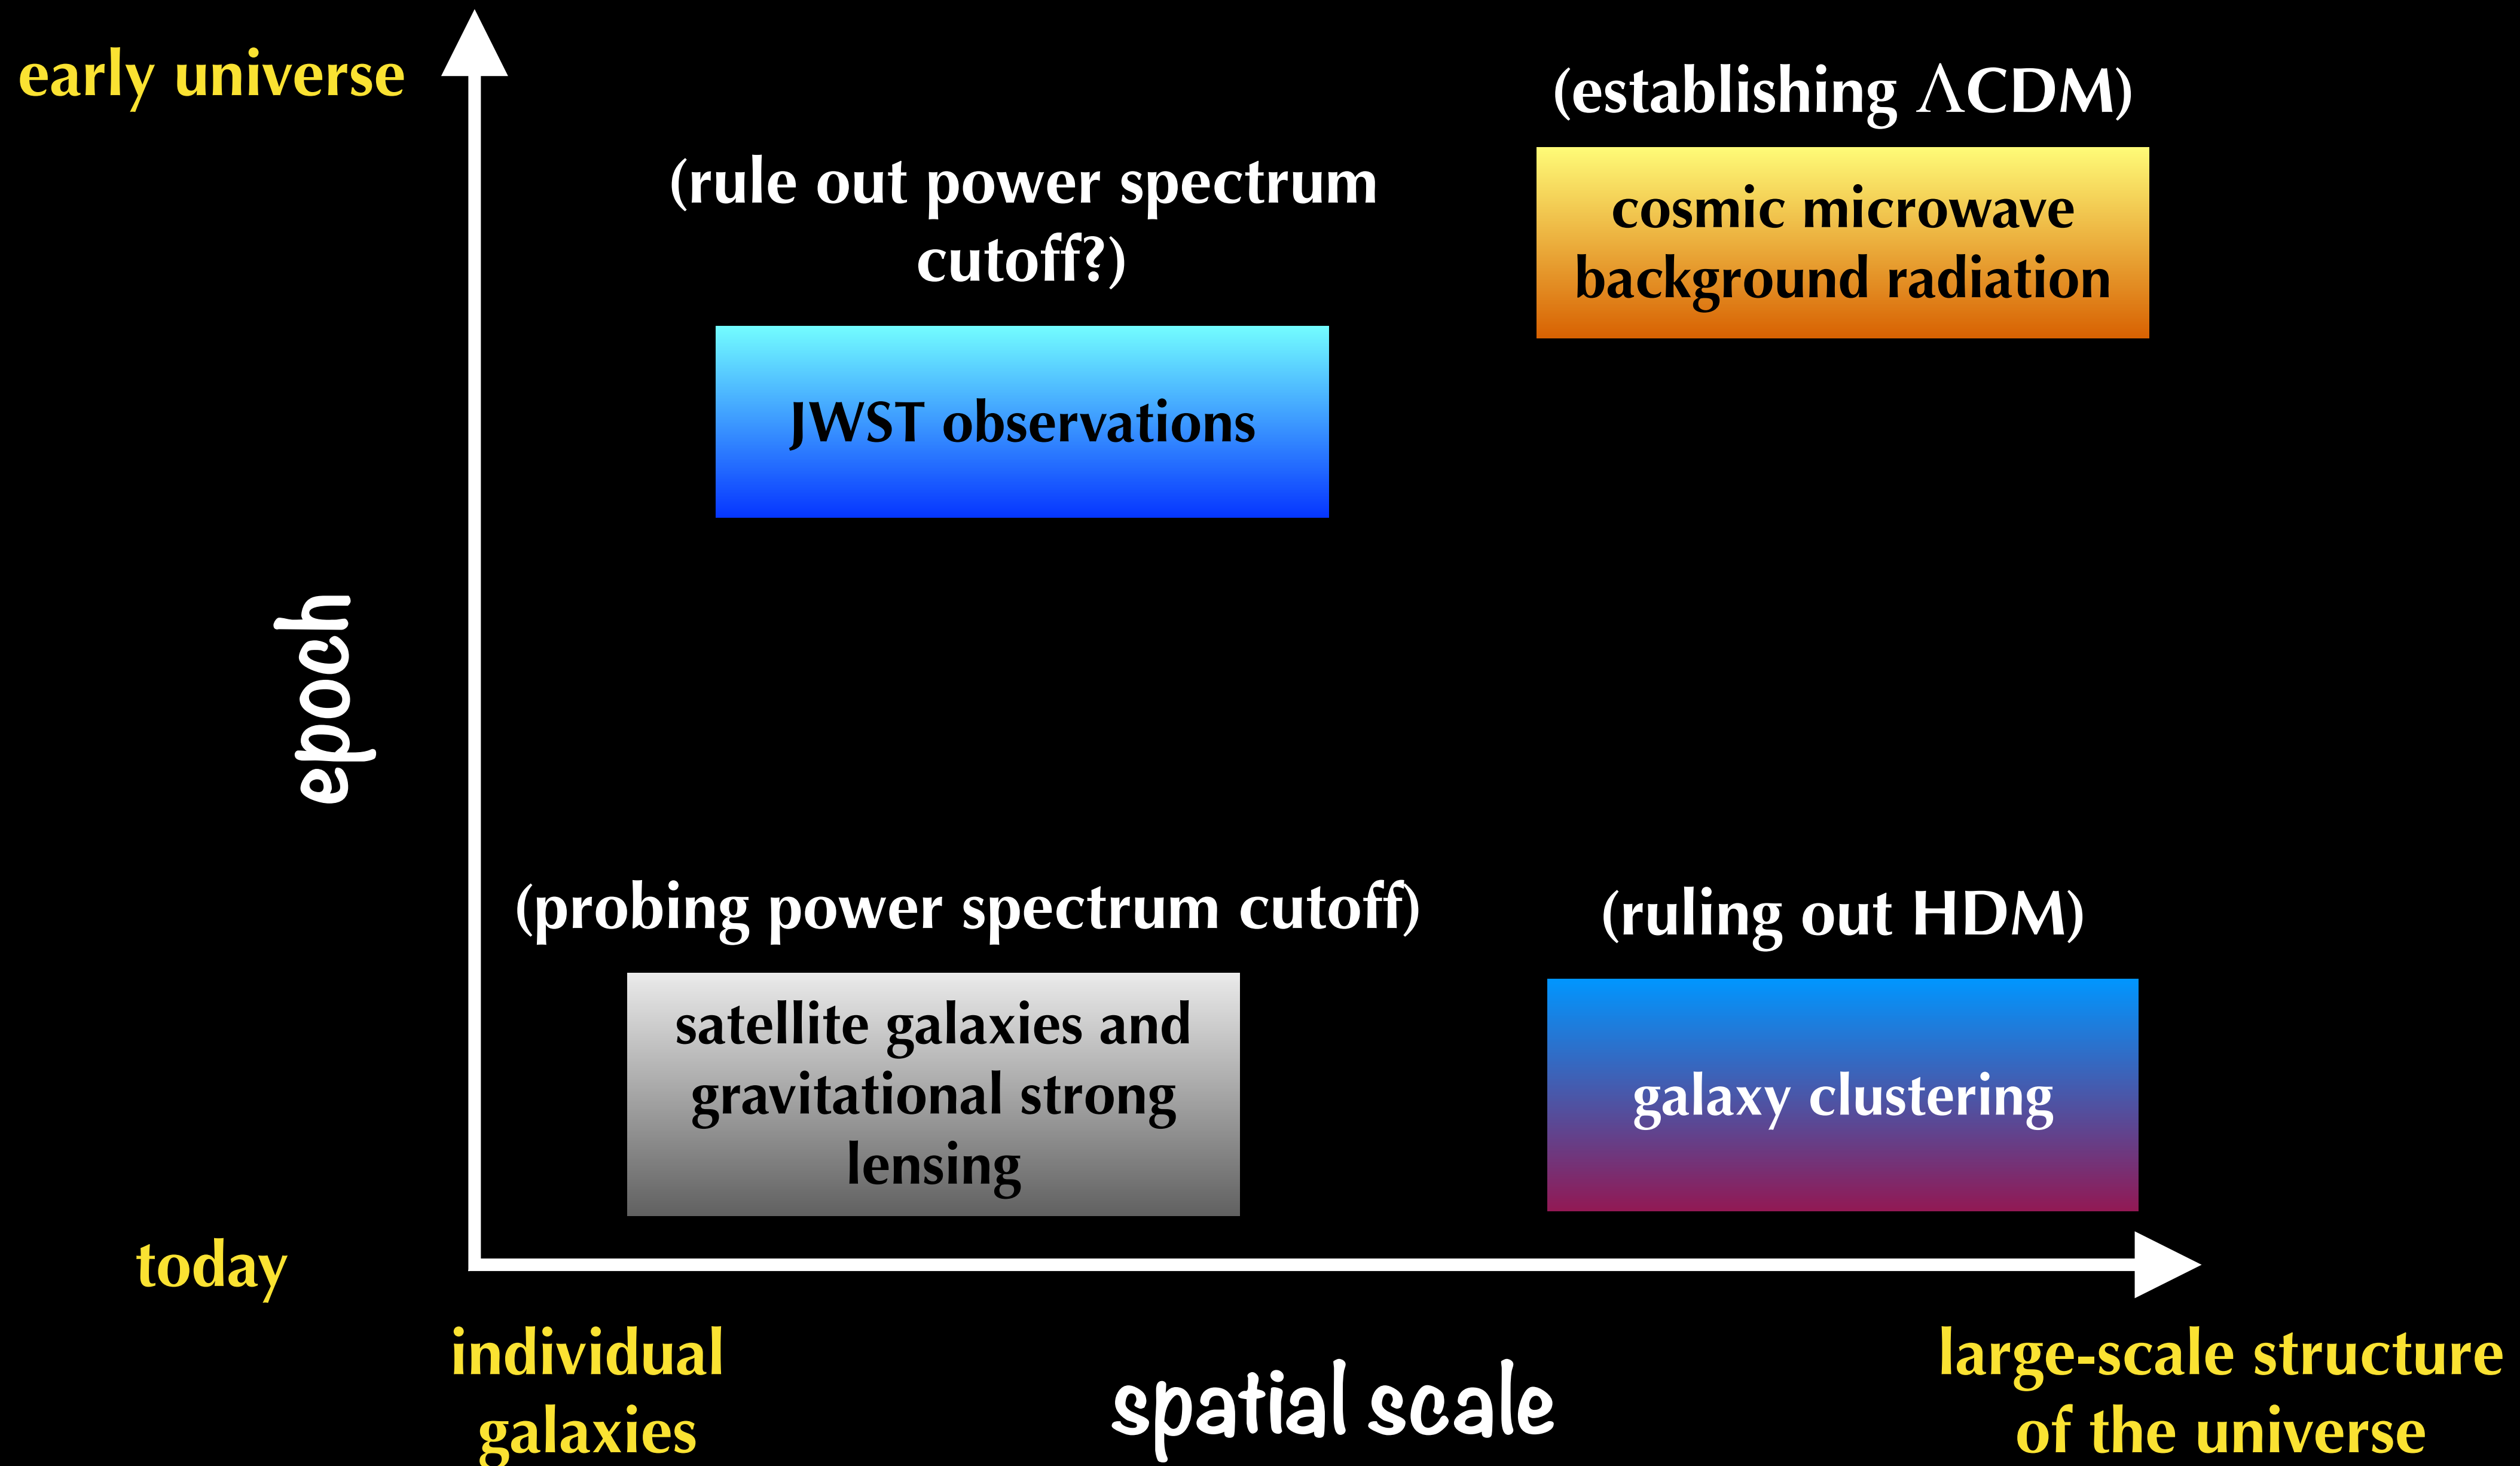 early universe
(establishing ΛCDM)
(rule out power spectrum
cutoff?)
cosmic microwave
background radiation
JWST observations
epoch
(probing power spectrum cutoff)
(ruling out HDM)
satellite galaxies and
gravitational strong
lensing
galaxy clustering
today
individual
galaxies
spatial scale
large-scale structure
of the universe